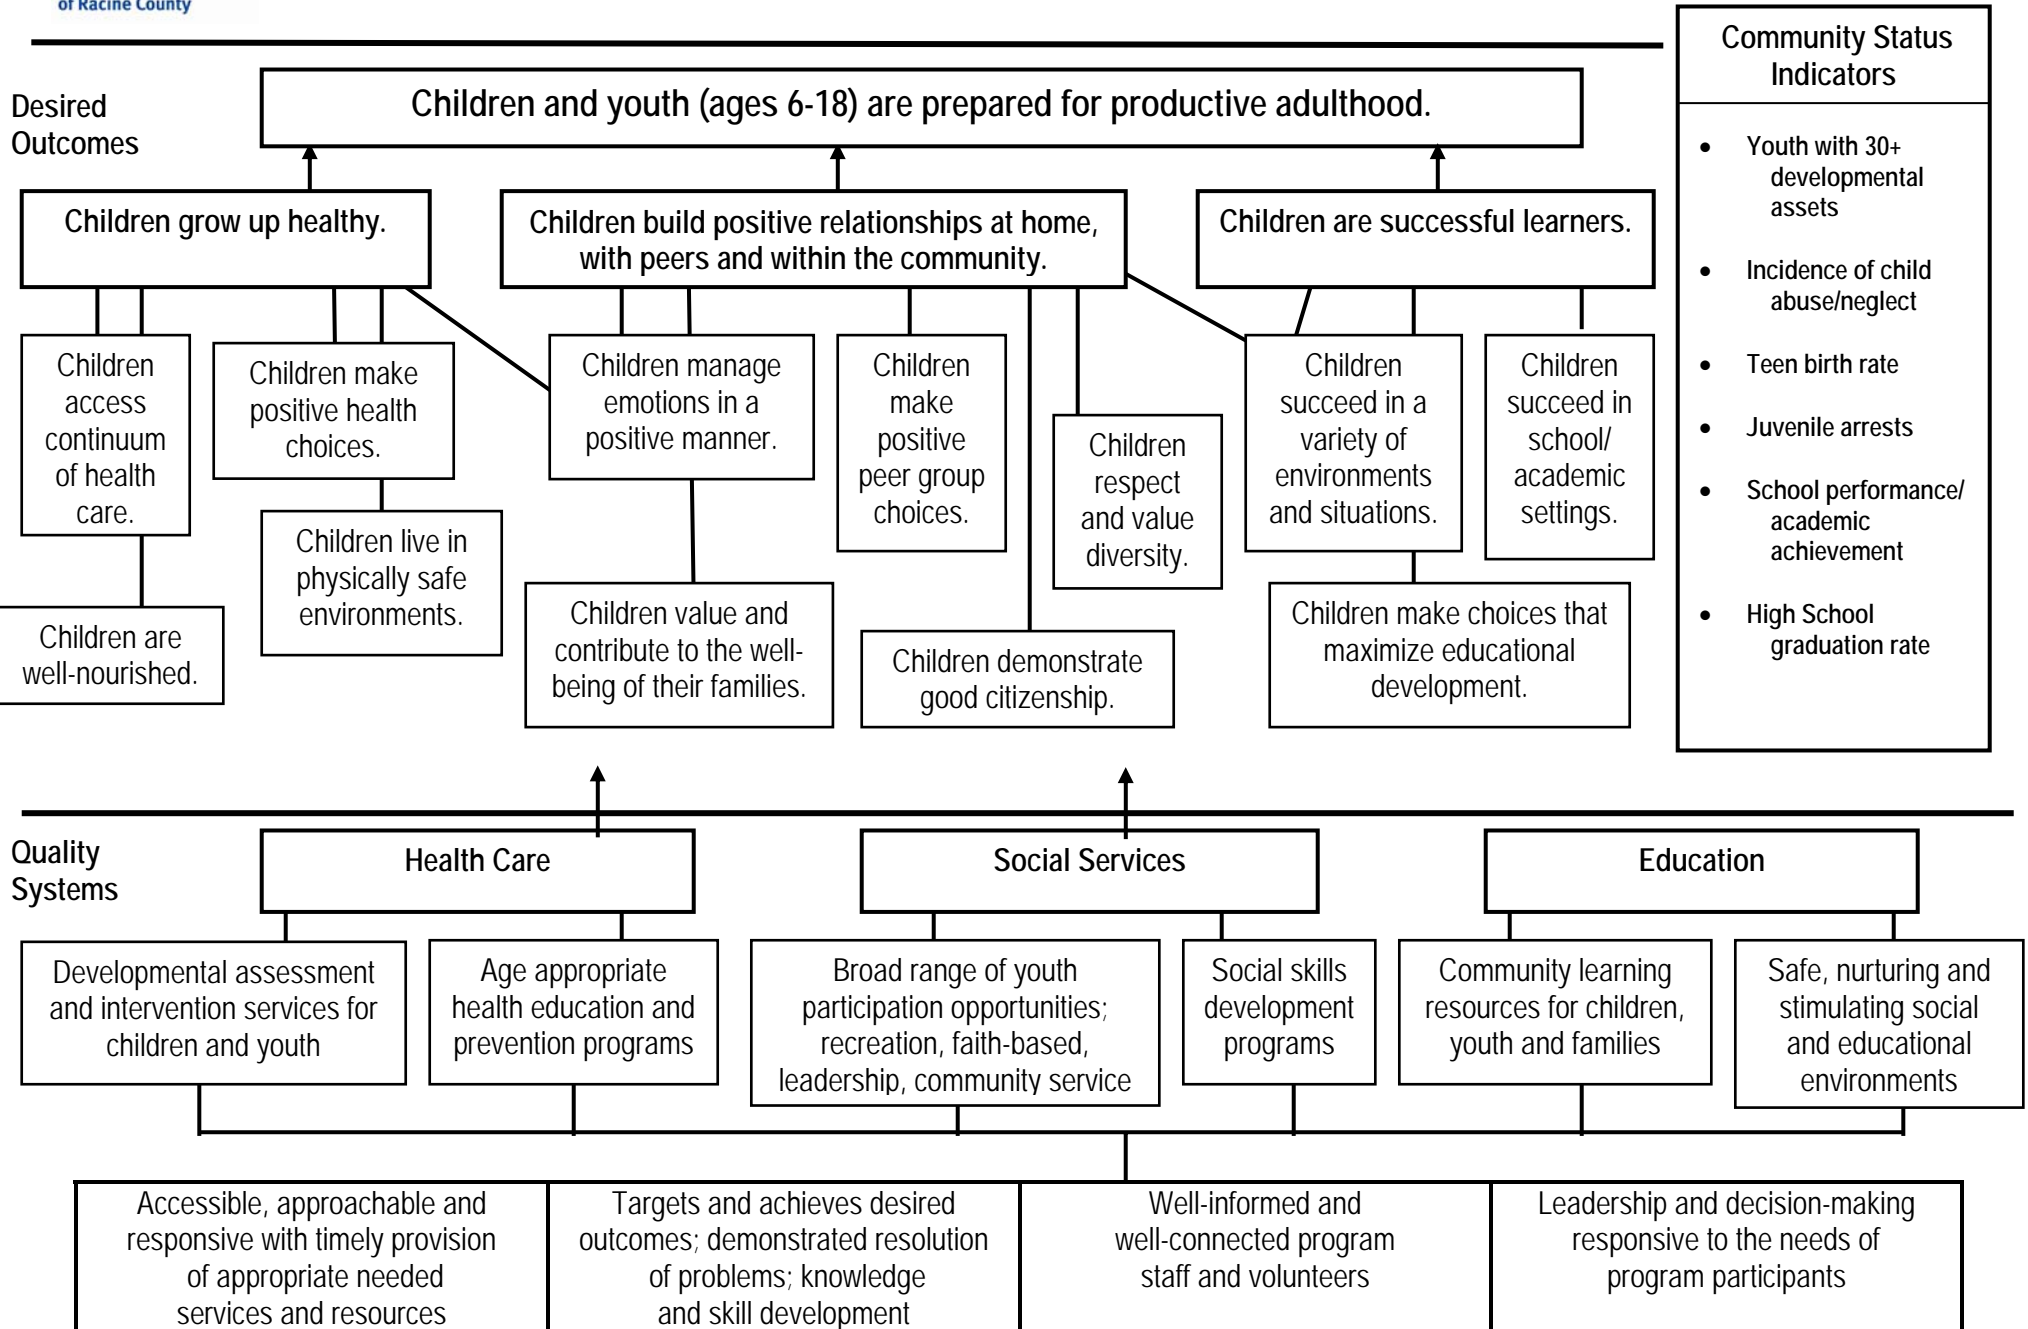 of Racine County
Community Status
Indicators
Youth with 30+
developmental
assets
Incidence of child
abuse/neglect
Teen birth rate
Juvenile arrests
School performance/
academic
achievement
High School
graduation rate
Desired
Outcomes
Children and youth (ages 6-18) are prepared for productive adulthood.
Children grow up healthy.
Children build positive relationships at home,
with peers and within the community.
Children are successful learners.
Children
access
continuum
of health
care.
Children make
positive health
choices.
Children manage
emotions in a
positive manner.
Children
make
positive
peer group
choices.
Children
respect
and value
diversity.
Children
succeed in a
variety of
environments
and situations.
Children
succeed in
school/
academic
settings.
Children are
well-nourished.
Children live in
physically safe
environments.
Children value and
contribute to the well-
being of their families.
Children demonstrate
good citizenship.
Children make choices that
maximize educational
development.
Quality
Systems
Health Care
Social Services
Education
Developmental assessment
and intervention services for
children and youth
Age appropriate
health education and
prevention programs
Broad range of youth
participation opportunities;
recreation, faith-based,
leadership, community service
Social skills
development
programs
Community learning
resources for children,
youth and families
Safe, nurturing and
stimulating social
and educational
environments
Accessible, approachable and
responsive with timely provision
of appropriate needed
services and resources
Targets and achieves desired
outcomes; demonstrated resolution
of problems; knowledge
and skill development
Well-informed and
well-connected program
staff and volunteers
Leadership and decision-making
responsive to the needs of
program participants